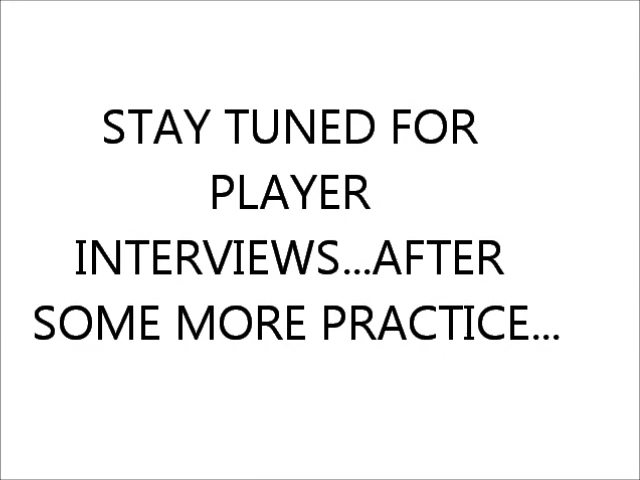 STAY TUNED FOR
PLAYER
INTERVIEWS...AFTER
SOME MORE PRACTICE...